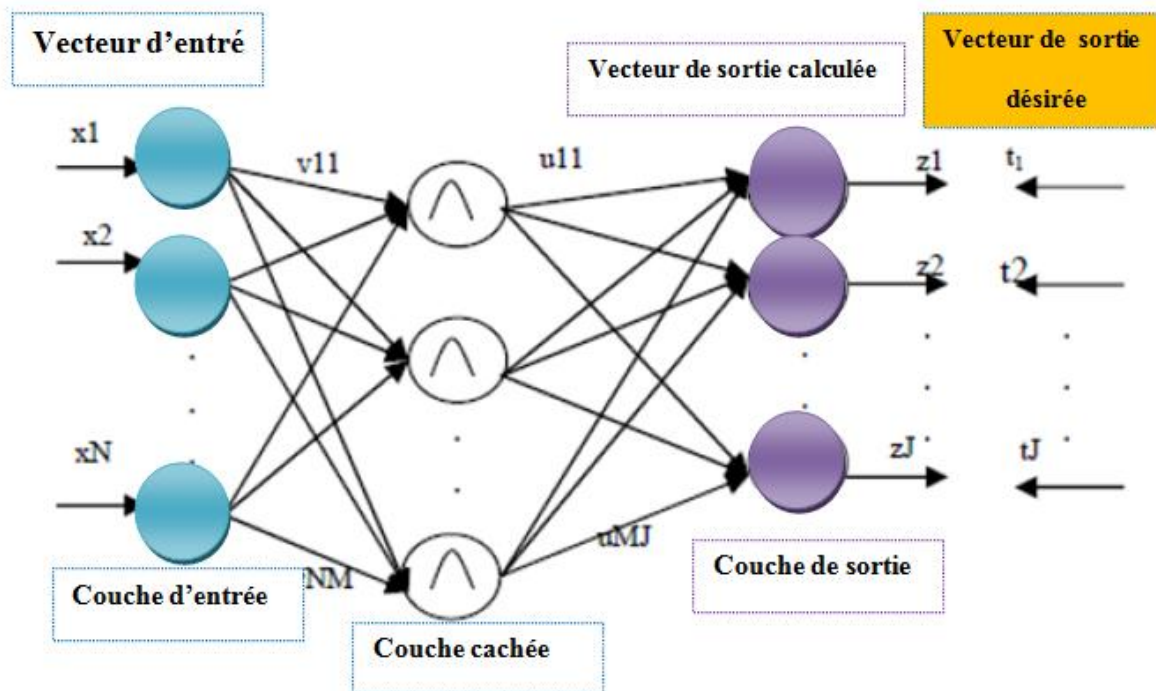 Vecteur d'entré
Vecteur de sortie calculée
Vecteur de sortie
désirée
x1
v11
u11
z1
t1
x2
z2
t2
xN
zJ
tJ
uMJ
NM
Couche d'entrée
Couche de sortie
Couche cachée